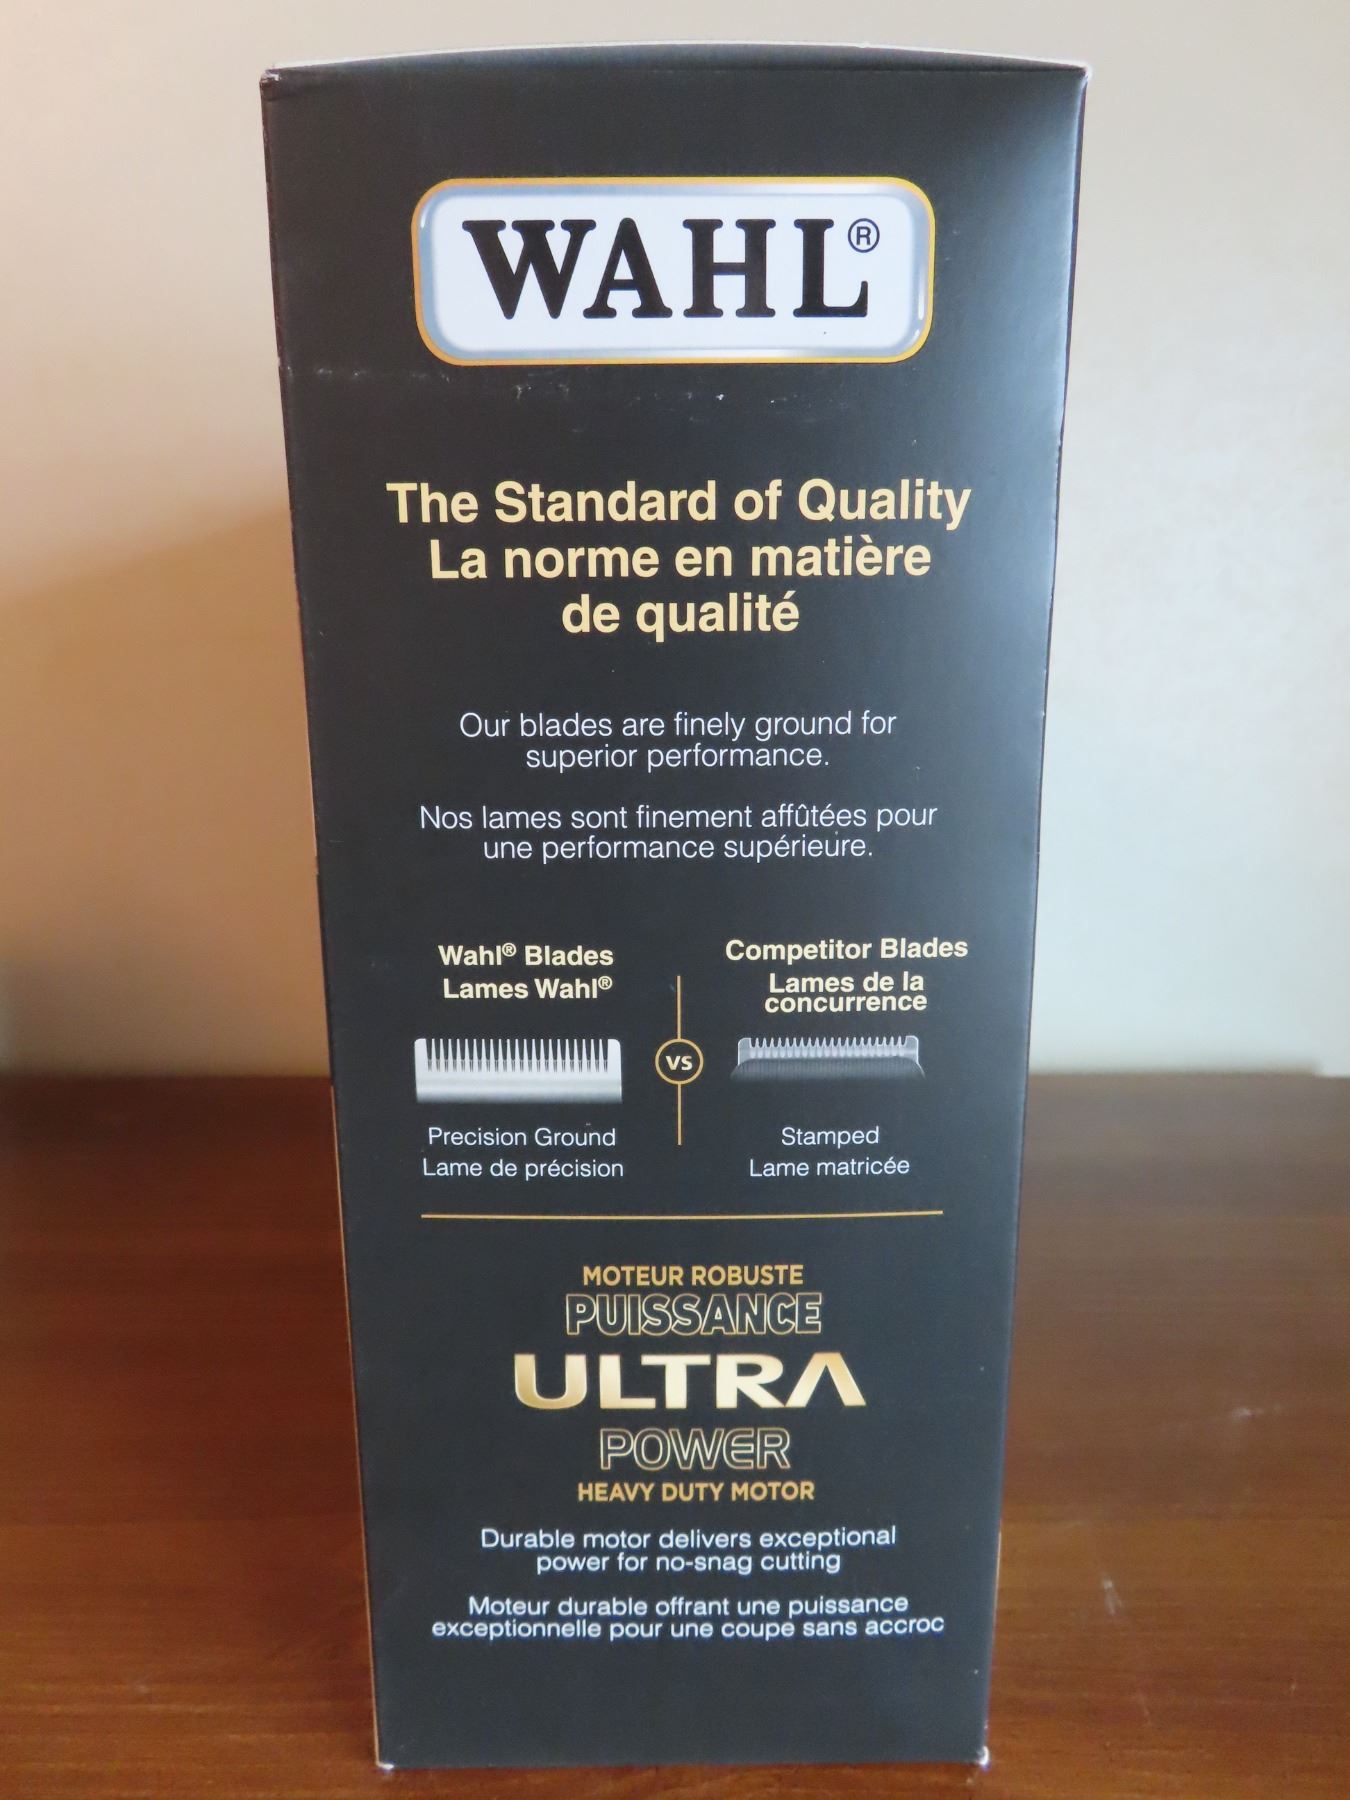 WAHL®
The Standard of Quality
La norme en matière
de qualité
Our blades are finely ground for
superior performance.
Nos lames sont finement affûtées pour
une performance supérieure.
Wahl® Blades
Lames Wahl®
Precision Ground
Lame de précision
VS
Competitor Blades
Lames de la
concurrence
Stamped
Lame matricée
MOTEUR ROBUSTE
PUISSANCE
ULTRA
POWER
HEAVY DUTY MOTOR
Durable motor delivers exceptional
power for no-snag cutting
Moteur durable offrant une puissance
exceptionnelle pour une coupe sans accroc